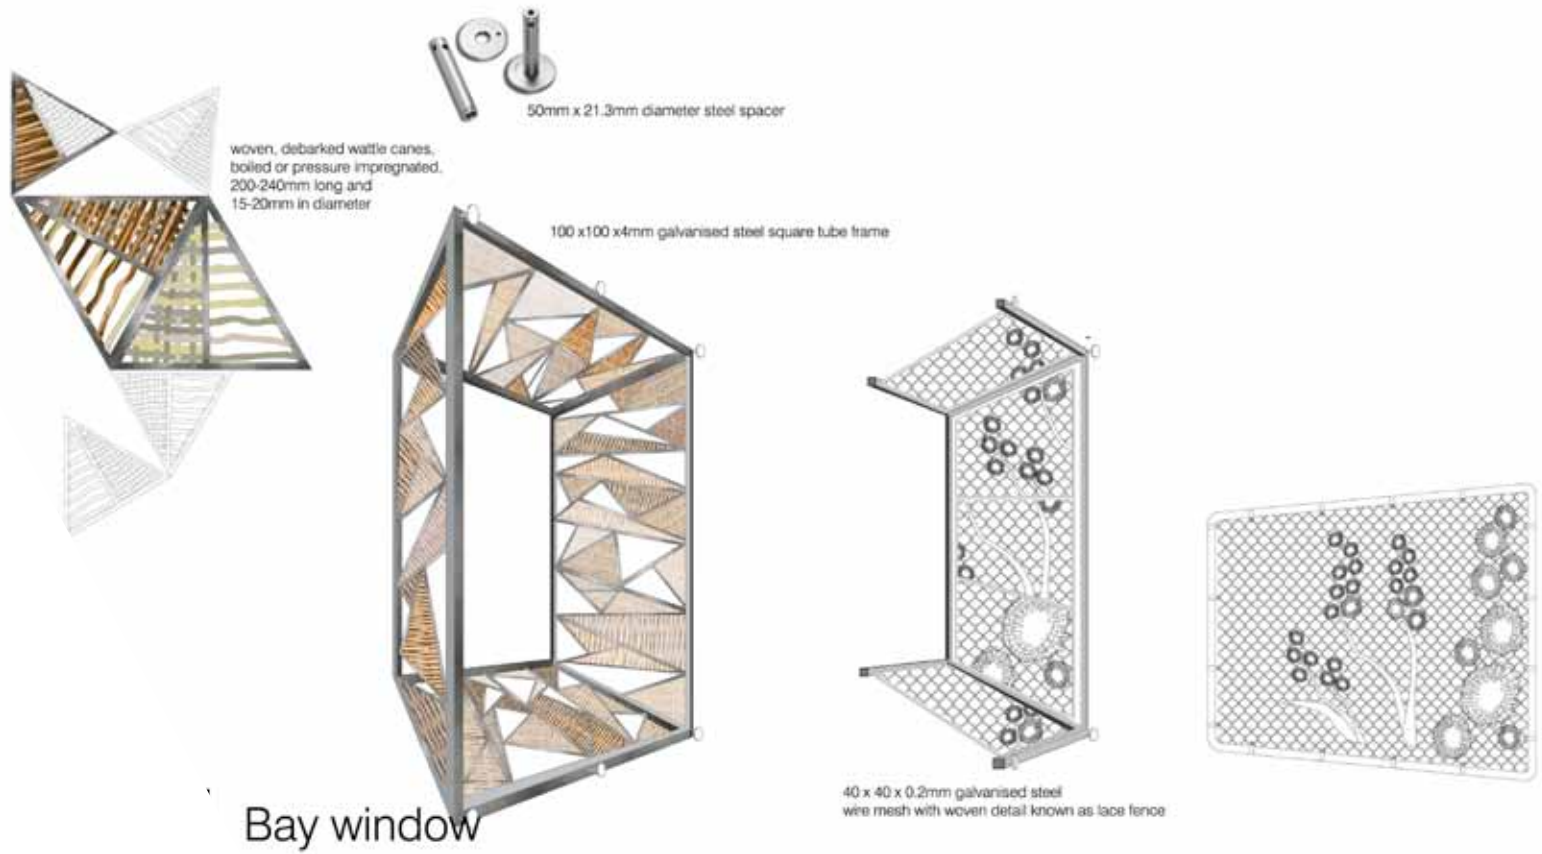 50mm x 21.3mm diameter steel spacer
woven, debarked wattle canes,
boiled or pressure impregnated.
200-240mm long and
15-20mm in diameter
100 x100 x4mm galvanised steel square tube frame
40 x 40 x 0.2mm galvanised steel
wire mesh with woven detail known as lace fence
Bay window